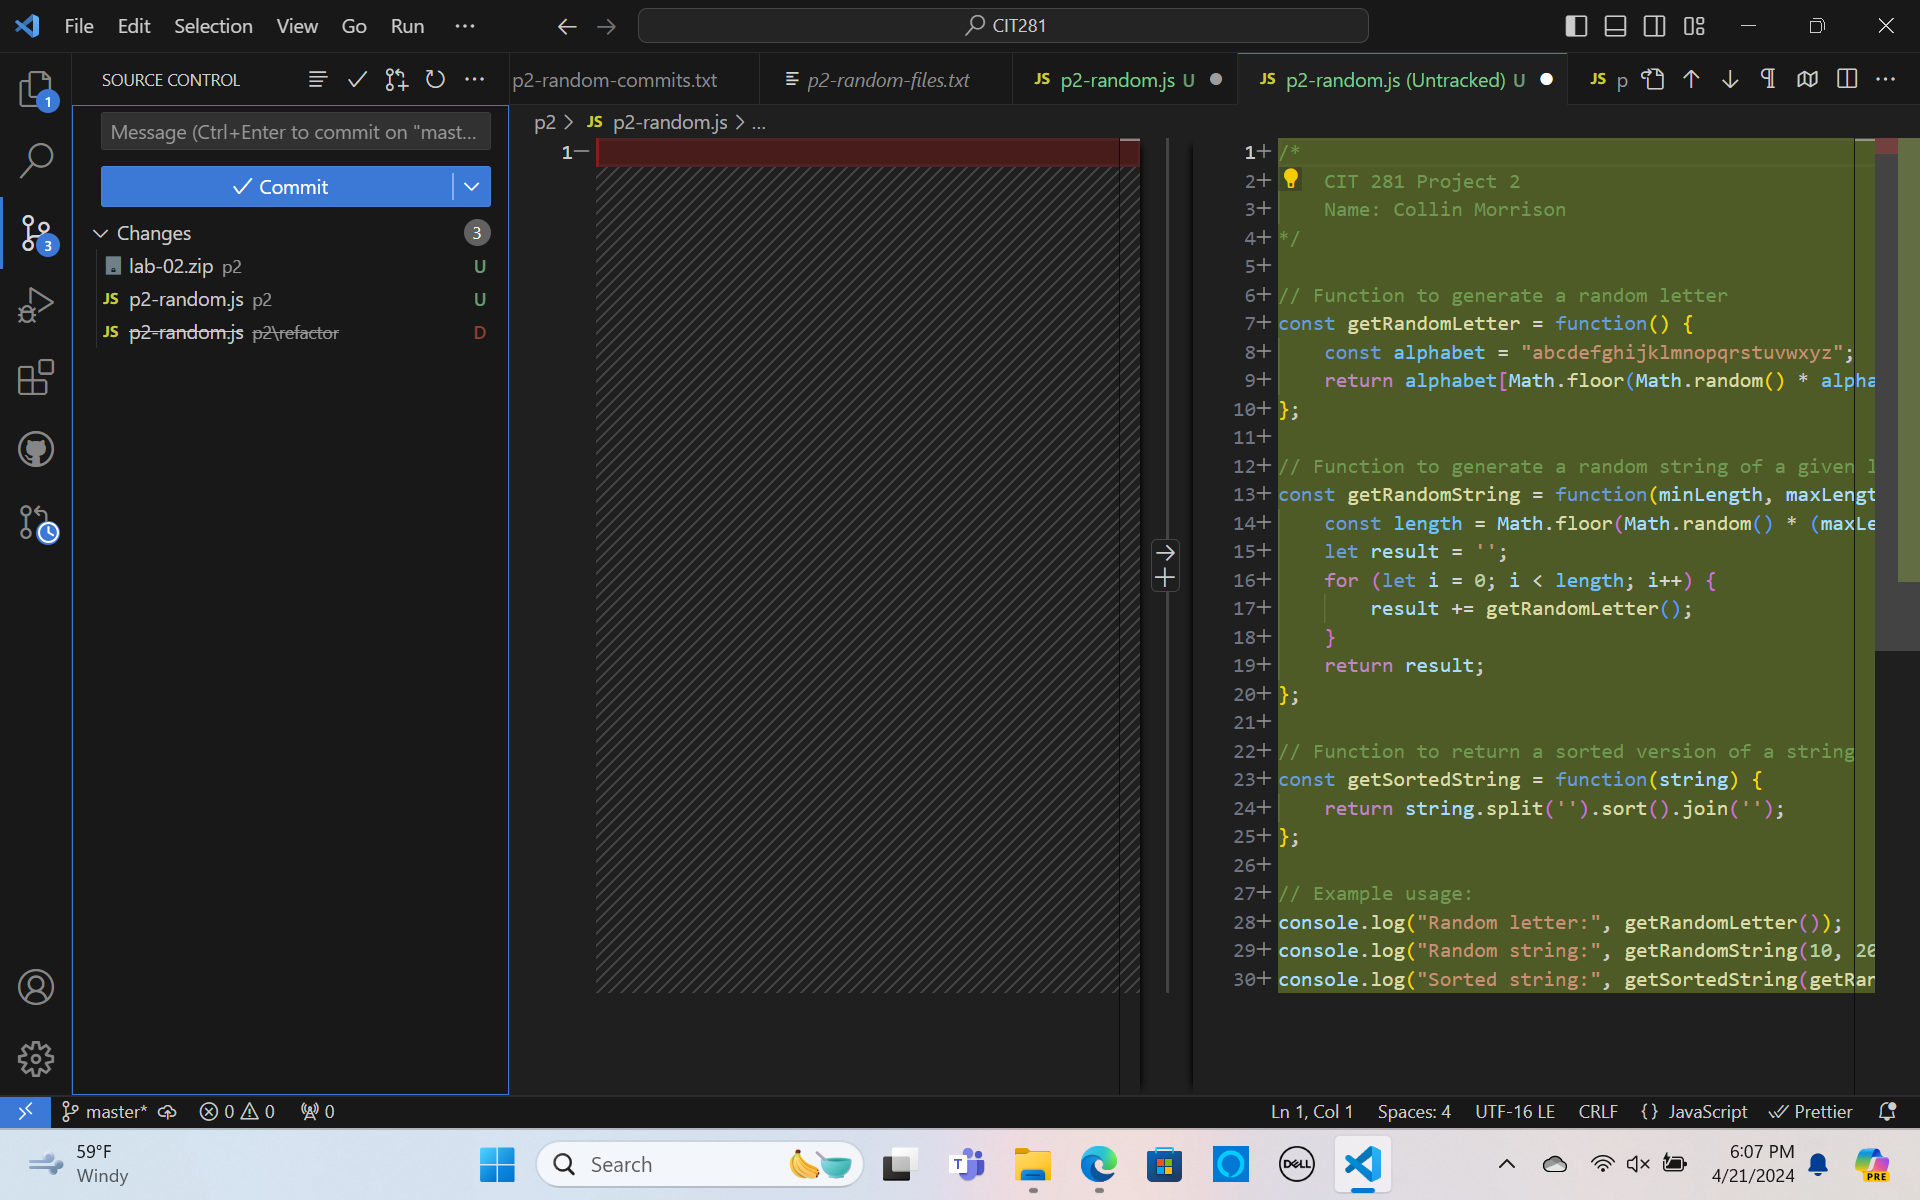 File Edit Selection View Go Run ··· CIT281
SOURCE CONTROL
p2-random-commits.txt
p2-random-files.txt
JS p2-random.js U
JS p2-random.js (Untracked) U
JS p
1
Message (Ctrl+Enter to commit on "mast...
Commit
Changes 3
lab-02.zip p2 U
JS p2-random.js p2 U
JS p2-random.js p2\refactor D
3
p2 > JS p2-random.js > ...
1—
1+ /*
2+     CIT 281 Project 2
3+     Name: Collin Morrison
4+ */
5+
6+ // Function to generate a random letter
7+ const getRandomLetter = function() {
8+     const alphabet = "abcdefghijklmnopqrstuvwxyz";
9+     return alphabet[Math.floor(Math.random() * alpha
10+ };
11+
12+ // Function to generate a random string of a given l
13+ const getRandomString = function(minLength, maxLengt
14+     const length = Math.floor(Math.random() * (maxLe
15+     let result = '';
16+     for (let i = 0; i < length; i++) {
17+         result += getRandomLetter();
18+     }
19+     return result;
20+ };
21+
22+ // Function to return a sorted version of a string
23+ const getSortedString = function(string) {
24+     return string.split('').sort().join('');
25+ };
26+
27+ // Example usage:
28+ console.log("Random letter:", getRandomLetter());
29+ console.log("Random string:", getRandomString(10, 20
30+ console.log("Sorted string:", getSortedString(getRan
master* 0 0 0 Ln 1, Col 1 Spaces: 4 UTF-16 LE CRLF {} JavaScript Prettier
59°F
Windy
Search
T
DELL
6:07 PM
4/21/2024
PRE